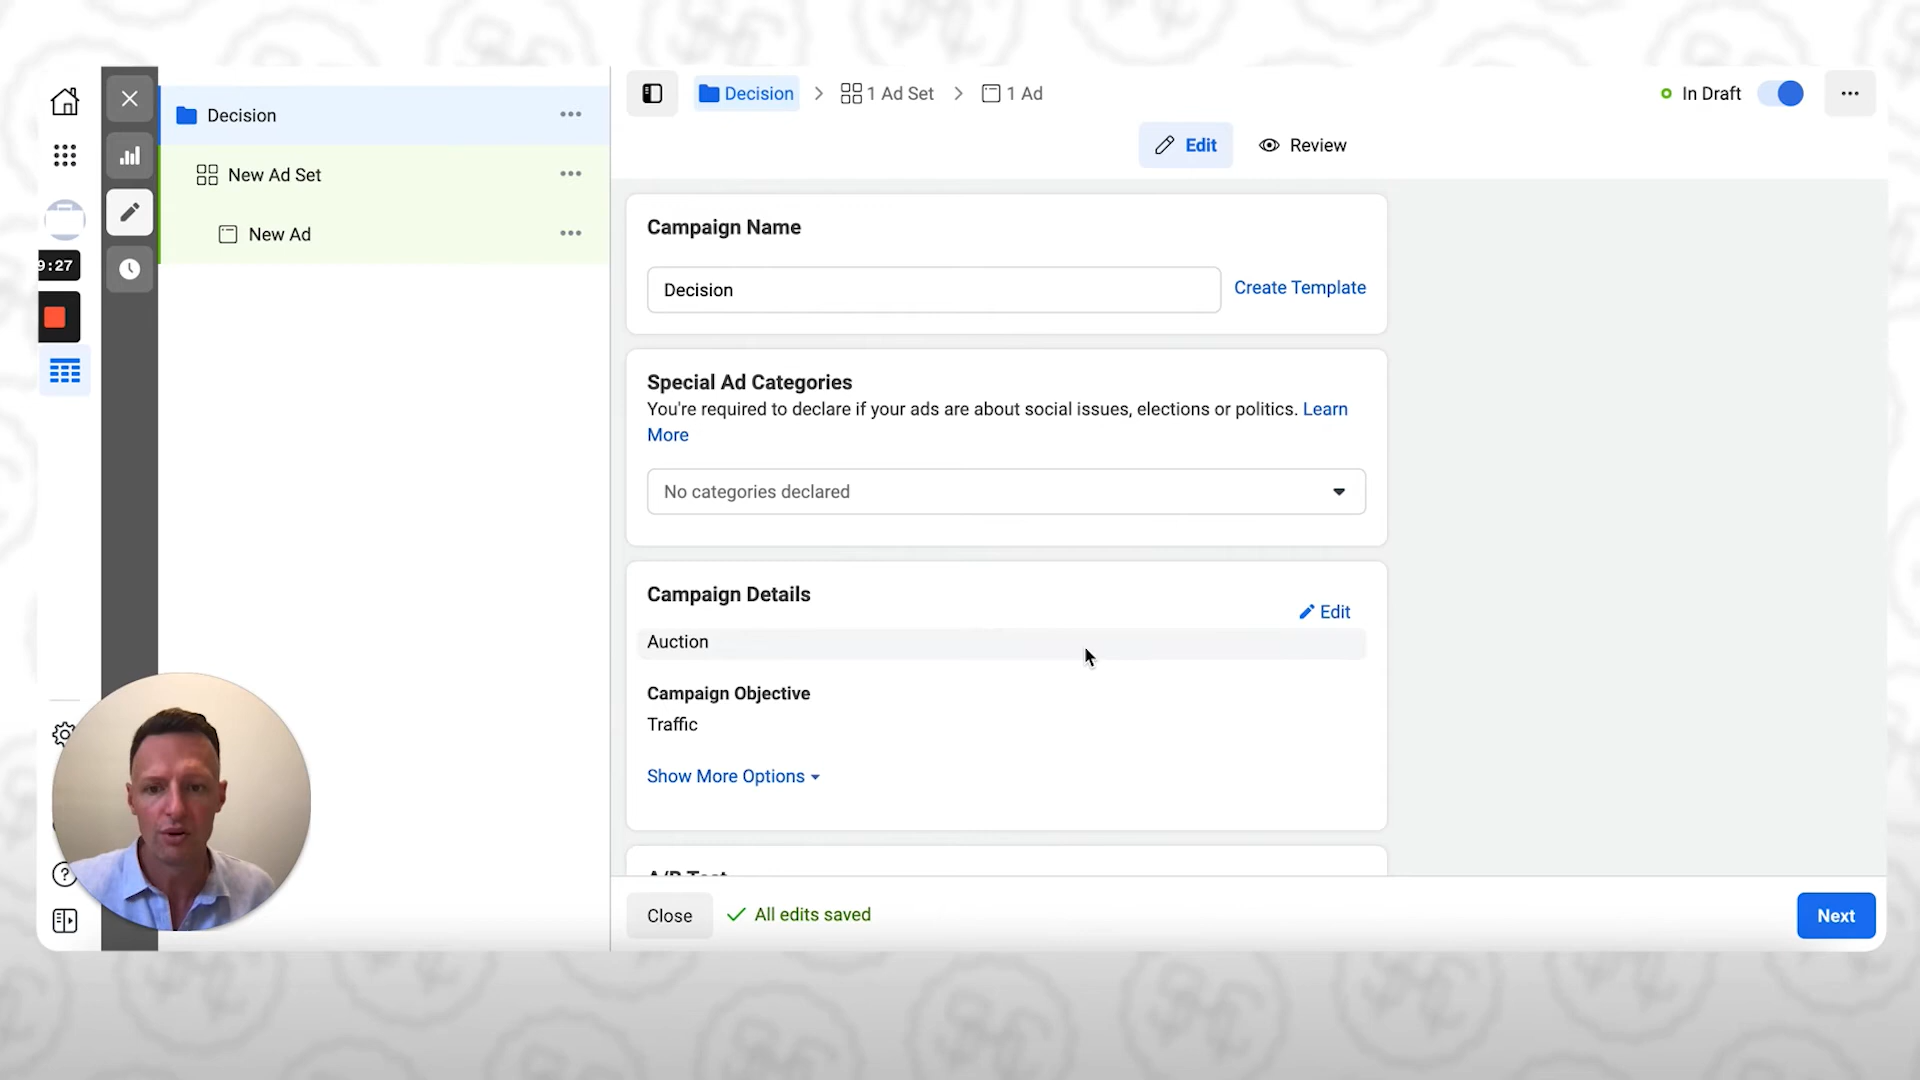 Decision
1 Ad Set
1 Ad
In Draft
Edit
Review
Decision
New Ad Set
New Ad
9:27
Campaign Name
Decision
Create Template
Special Ad Categories
You're required to declare if your ads are about social issues, elections or politics. Learn
More
No categories declared
Campaign Details
Edit
Auction
Campaign Objective
Traffic
Show More Options
A/B Test
Close
All edits saved
Next